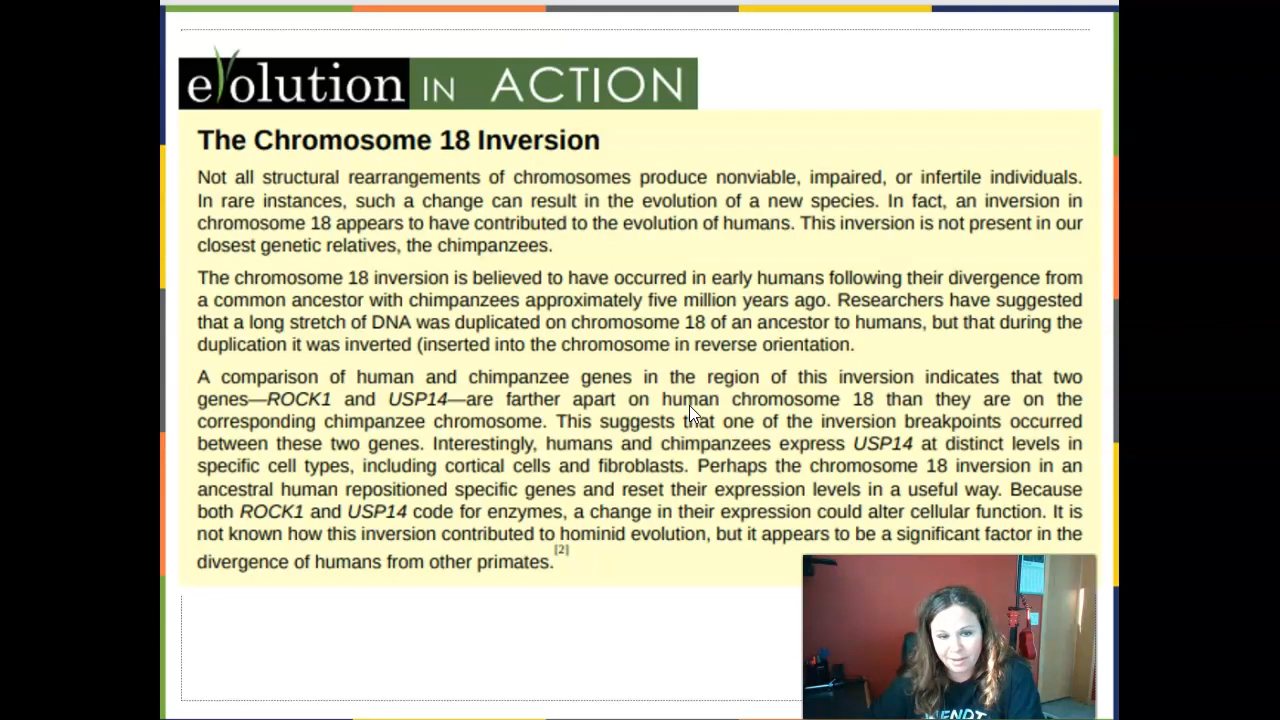 evolution IN ACTION
The Chromosome 18 Inversion
Not all structural rearrangements of chromosomes produce nonviable, impaired, or infertile individuals.
In rare instances, such a change can result in the evolution of a new species. In fact, an inversion in
chromosome 18 appears to have contributed to the evolution of humans. This inversion is not present in our
closest genetic relatives, the chimpanzees.
The chromosome 18 inversion is believed to have occurred in early humans following their divergence from
a common ancestor with chimpanzees approximately five million years ago. Researchers have suggested
that a long stretch of DNA was duplicated on chromosome 18 of an ancestor to humans, but that during the
duplication it was inverted (inserted into the chromosome in reverse orientation.
A comparison of human and chimpanzee genes in the region of this inversion indicates that two
genes—ROCK1 and USP14—are farther apart on human chromosome 18 than they are on the
corresponding chimpanzee chromosome. This suggests that one of the inversion breakpoints occurred
between these two genes. Interestingly, humans and chimpanzees express USP14 at distinct levels in
specific cell types, including cortical cells and fibroblasts. Perhaps the chromosome 18 inversion in an
ancestral human repositioned specific genes and reset their expression levels in a useful way. Because
both ROCK1 and USP14 code for enzymes, a change in their expression could alter cellular function. It is
not known how this inversion contributed to hominid evolution, but it appears to be a significant factor in the
divergence of humans from other primates.[2]